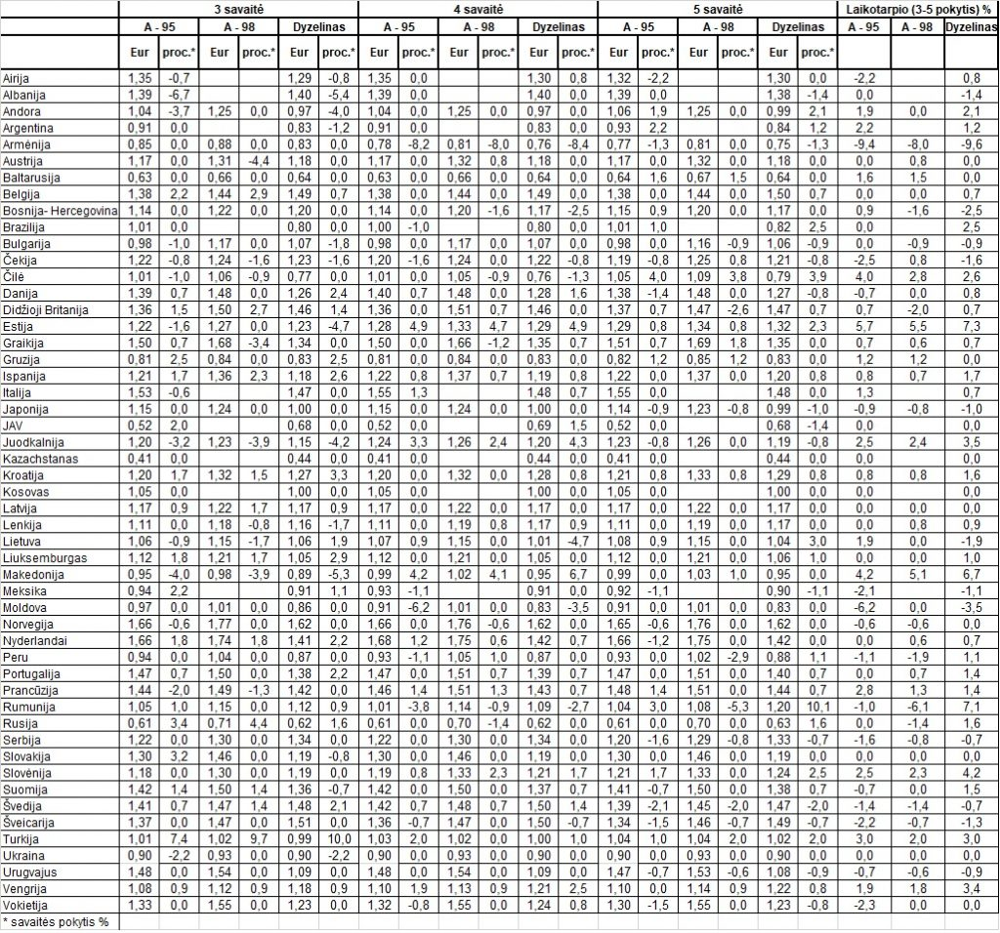 3 savaitė 4 savaitė 5 savaitė Laikotarpio (3-5 pokytis) %
A - 95 A - 98 Dyzelinas A - 95 A - 98 Dyzelinas A - 95 A - 98 Dyzelinas A - 95 A - 98 Dyzelinas
Eur proc.* Eur proc.* Eur proc.* Eur proc.* Eur proc.* Eur proc.* Eur proc.* Eur proc.* Eur proc.*
Airija 1,35 -0,7 1,29 -0,8 1,35 0,0 1,30 0,8 1,32 -2,2 1,30 0,0 -2,2 0,8
Albanija 1,39 -6,7 1,40 -5,4 1,39 0,0 1,40 0,0 1,39 0,0 1,38 -1,4 0,0 -1,4
Andora 1,04 -3,7 1,25 0,0 0,97 -4,0 1,04 0,0 1,25 0,0 0,97 0,0 1,06 1,9 1,25 0,0 0,99 2,1 1,9 0,0 2,1
Argentina 0,91 0,0 0,83 -1,2 0,91 0,0 0,83 0,0 0,93 2,2 0,84 1,2 2,2 1,2
Armėnija 0,85 0,0 0,88 0,0 0,83 0,0 0,78 -8,2 0,81 -8,0 0,76 -8,4 0,77 -1,3 0,81 0,0 0,75 -1,3 -9,4 -8,0 -9,6
Austrija 1,17 0,0 1,31 -4,4 1,18 0,0 1,17 0,0 1,32 0,8 1,18 0,0 1,17 0,0 1,32 0,0 1,18 0,0 0,0 0,8 0,0
Baltarusija 0,63 0,0 0,66 0,0 0,64 0,0 0,63 0,0 0,66 0,0 0,64 0,0 0,64 1,6 0,67 1,5 0,64 0,0 1,6 1,5 0,0
Belgija 1,38 2,2 1,44 2,9 1,49 0,7 1,38 0,0 1,44 0,0 1,49 0,0 1,38 0,0 1,44 0,0 1,50 0,7 0,0 0,0 0,7
Bosnija- Hercegovina 1,14 0,0 1,22 0,0 1,20 0,0 1,14 0,0 1,20 -1,6 1,17 -2,5 1,15 0,9 1,20 0,0 1,17 0,0 0,9 -1,6 -2,5
Brazilija 1,01 0,0 0,80 0,0 1,00 -1,0 0,80 0,0 1,01 1,0 0,82 2,5 0,0 2,5
Bulgarija 0,98 -1,0 1,17 0,0 1,07 -1,8 0,98 0,0 1,17 0,0 1,07 0,0 0,98 0,0 1,16 -0,9 1,06 -0,9 0,0 -0,9 -0,9
Čekija 1,22 -0,8 1,24 -1,6 1,23 -1,6 1,20 -1,6 1,24 0,0 1,22 -0,8 1,19 -0,8 1,25 0,8 1,21 -0,8 -2,5 0,8 -1,6
Čilė 1,01 -1,0 1,06 -0,9 0,77 0,0 1,01 0,0 1,05 -0,9 0,76 -1,3 1,05 4,0 1,09 3,8 0,79 3,9 4,0 2,8 2,6
Danija 1,39 0,7 1,48 0,0 1,26 2,4 1,40 0,7 1,48 0,0 1,28 1,6 1,38 -1,4 1,48 0,0 1,27 -0,8 -0,7 0,0 0,8
Didžioji Britanija 1,36 1,5 1,50 2,7 1,46 1,4 1,36 0,0 1,51 0,7 1,46 0,0 1,37 0,7 1,47 -2,6 1,47 0,7 0,7 -2,0 0,7
Estija 1,22 -1,6 1,27 0,0 1,23 -4,7 1,28 4,9 1,33 4,7 1,29 4,9 1,29 0,8 1,34 0,8 1,32 2,3 5,7 5,5 7,3
Graikija 1,50 0,7 1,68 -3,4 1,34 0,0 1,50 0,0 1,66 -1,2 1,35 0,7 1,51 0,7 1,69 1,8 1,35 0,0 0,7 0,6 0,7
Gruzija 0,81 2,5 0,84 0,0 0,83 2,5 0,81 0,0 0,84 0,0 0,83 0,0 0,82 1,2 0,85 1,2 0,83 0,0 1,2 1,2 0,0
Ispanija 1,21 1,7 1,36 2,3 1,18 2,6 1,22 0,8 1,37 0,7 1,19 0,8 1,22 0,0 1,37 0,0 1,20 0,8 0,8 0,7 1,7
Italija 1,53 -0,6 1,47 0,0 1,55 1,3 1,48 0,7 1,55 0,0 1,48 0,0 1,3 0,7
Japonija 1,15 0,0 1,24 0,0 1,00 0,0 1,15 0,0 1,24 0,0 1,00 0,0 1,14 -0,9 1,23 -0,8 0,99 -1,0 -0,9 -0,8 -1,0
JAV 0,52 2,0 0,68 0,0 0,52 0,0 0,69 1,5 0,52 0,0 0,68 -1,4 0,0 0,0
Juodkalnija 1,20 -3,2 1,23 -3,9 1,15 -4,2 1,24 3,3 1,26 2,4 1,20 4,3 1,23 -0,8 1,26 0,0 1,19 -0,8 2,5 2,4 3,5
Kazachstanas 0,41 0,0 0,44 0,0 0,41 0,0 0,44 0,0 0,41 0,0 0,44 0,0 0,0 0,0
Kroatija 1,20 1,7 1,32 1,5 1,27 3,3 1,20 0,0 1,32 0,0 1,28 0,8 1,21 0,8 1,33 0,8 1,29 0,8 0,8 0,8 1,6
Kosovas 1,05 0,0 1,00 0,0 1,05 0,0 1,00 0,0 1,05 0,0 1,00 0,0 0,0 0,0
Latvija 1,17 0,9 1,22 1,7 1,17 0,9 1,17 0,0 1,22 0,0 1,17 0,0 1,17 0,0 1,22 0,0 1,17 0,0 0,0 0,0 0,0
Lenkija 1,11 0,0 1,18 -0,8 1,16 -1,7 1,11 0,0 1,19 0,8 1,17 0,9 1,11 0,0 1,19 0,0 1,17 0,0 0,0 0,8 0,9
Lietuva 1,06 -0,9 1,15 -1,7 1,06 1,9 1,07 0,9 1,15 0,0 1,01 -4,7 1,08 0,9 1,15 0,0 1,04 3,0 1,9 0,0 -1,9
Liuksemburgas 1,12 1,8 1,21 1,7 1,05 2,9 1,12 0,0 1,21 0,0 1,05 0,0 1,12 0,0 1,21 0,0 1,06 1,0 0,0 0,0 1,0
Makedonija 0,95 -4,0 0,98 -3,9 0,89 -5,3 0,99 4,2 1,02 4,1 0,95 6,7 0,99 0,0 1,03 1,0 0,95 0,0 4,2 5,1 6,7
Meksika 0,94 2,2 0,91 1,1 0,93 -1,1 0,91 0,0 0,92 -1,1 0,90 -1,1 -2,1 -1,1
Moldova 0,97 0,0 1,01 0,0 0,86 0,0 0,91 -6,2 1,01 0,0 0,83 -3,5 0,91 0,0 1,01 0,0 0,83 0,0 -6,2 0,0 -3,5
Norvegija 1,66 -0,6 1,77 0,0 1,62 0,0 1,66 0,0 1,76 -0,6 1,62 0,0 1,65 -0,6 1,76 0,0 1,62 0,0 -0,6 -0,6 0,0
Nyderlandai 1,66 1,8 1,74 1,8 1,41 2,2 1,68 1,2 1,75 0,6 1,42 0,7 1,66 -1,2 1,75 0,0 1,42 0,0 0,0 0,6 0,7
Peru 0,94 0,0 1,04 0,0 0,87 0,0 0,93 -1,1 1,05 1,0 0,87 0,0 0,93 0,0 1,02 -2,9 0,88 1,1 -1,1 -1,9 1,1
Portugalija 1,47 0,7 1,50 0,0 1,38 2,2 1,47 0,0 1,51 0,7 1,39 0,7 1,47 0,0 1,51 0,0 1,40 0,7 0,0 0,7 1,4
Prancūzija 1,44 -2,0 1,49 -1,3 1,42 0,0 1,46 1,4 1,51 1,3 1,43 0,7 1,48 1,4 1,51 0,0 1,44 0,7 2,8 1,3 1,4
Rumunija 1,05 1,0 1,15 0,0 1,12 0,9 1,01 -3,8 1,14 -0,9 1,09 -2,7 1,04 3,0 1,08 -5,3 1,20 10,1 -1,0 -6,1 7,1
Rusija 0,61 3,4 0,71 4,4 0,62 1,6 0,61 0,0 0,70 -1,4 0,62 0,0 0,61 0,0 0,70 0,0 0,63 1,6 0,0 -1,4 1,6
Serbija 1,22 0,0 1,30 0,0 1,34 0,0 1,22 0,0 1,30 0,0 1,34 0,0 1,20 -1,6 1,29 -0,8 1,33 -0,7 -1,6 -0,8 -0,7
Slovakija 1,30 3,2 1,46 0,0 1,19 -0,8 1,30 0,0 1,46 0,0 1,19 0,0 1,30 0,0 1,46 0,0 1,19 0,0 0,0 0,0 0,0
Slovėnija 1,18 0,0 1,30 0,0 1,19 0,0 1,19 0,8 1,33 2,3 1,21 1,7 1,21 1,7 1,33 0,0 1,24 2,5 2,5 2,3 4,2
Suomija 1,42 1,4 1,50 1,4 1,36 -0,7 1,42 0,0 1,50 0,0 1,37 0,7 1,41 -0,7 1,50 0,0 1,38 0,7 -0,7 0,0 1,5
Švedija 1,41 0,7 1,47 1,4 1,48 2,1 1,42 0,7 1,48 0,7 1,50 1,4 1,39 -2,1 1,45 -2,0 1,47 -2,0 -1,4 -1,4 -0,7
Šveicarija 1,37 0,0 1,47 0,0 1,51 0,0 1,36 -0,7 1,47 0,0 1,50 -0,7 1,34 -1,5 1,46 -0,7 1,49 -0,7 -2,2 -0,7 -1,3
Turkija 1,01 7,4 1,02 9,7 0,99 10,0 1,03 2,0 1,02 0,0 1,00 1,0 1,04 1,0 1,04 2,0 1,02 2,0 3,0 2,0 3,0
Ukraina 0,90 -2,2 0,93 0,0 0,90 -2,2 0,90 0,0 0,93 0,0 0,90 0,0 0,90 0,0 0,93 0,0 0,90 0,0 0,0 0,0 0,0
Urugvajus 1,48 0,0 1,54 0,0 1,09 0,0 1,48 0,0 1,54 0,0 1,09 0,0 1,47 -0,7 1,53 -0,6 1,08 -0,9 -0,7 -0,6 -0,9
Vengrija 1,08 0,9 1,12 0,9 1,18 0,9 1,10 1,9 1,13 0,9 1,21 2,5 1,10 0,0 1,14 0,9 1,22 0,8 1,9 1,8 3,4
Vokietija 1,33 0,0 1,55 0,0 1,23 0,0 1,32 -0,8 1,55 0,0 1,24 0,8 1,30 -1,5 1,55 0,0 1,23 -0,8 -2,3 0,0 0,0
* savaitės pokytis %